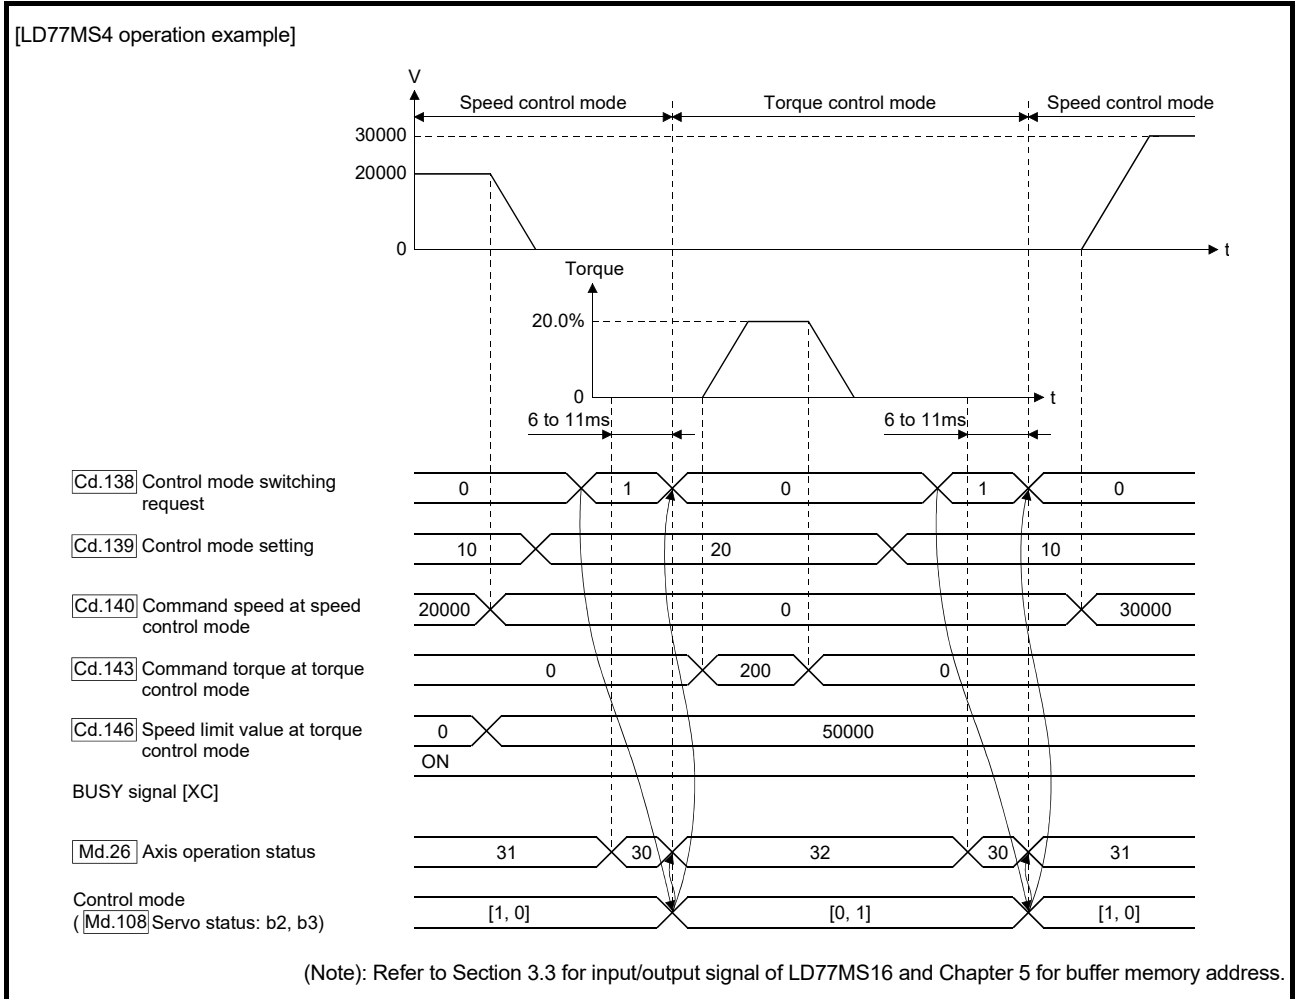 [LD77MS4 operation example]
V
Speed control mode
Torque control mode
Speed control mode
30000
20000
0
t
Torque
20.0%
0
t
6 to 11ms
6 to 11ms
Cd.138 Control mode switching
request
0
1
0
1
0
Cd.139 Control mode setting
10
20
10
Cd.140 Command speed at speed
control mode
20000
0
30000
Cd.143 Command torque at torque
control mode
0
200
0
Cd.146 Speed limit value at torque
control mode
0
50000
ON
BUSY signal [XC]
Md.26 Axis operation status
31
30
32
30
31
Control mode
( Md.108 Servo status: b2, b3)
[1, 0]
[0, 1]
[1, 0]
(Note): Refer to Section 3.3 for input/output signal of LD77MS16 and Chapter 5 for buffer memory address.